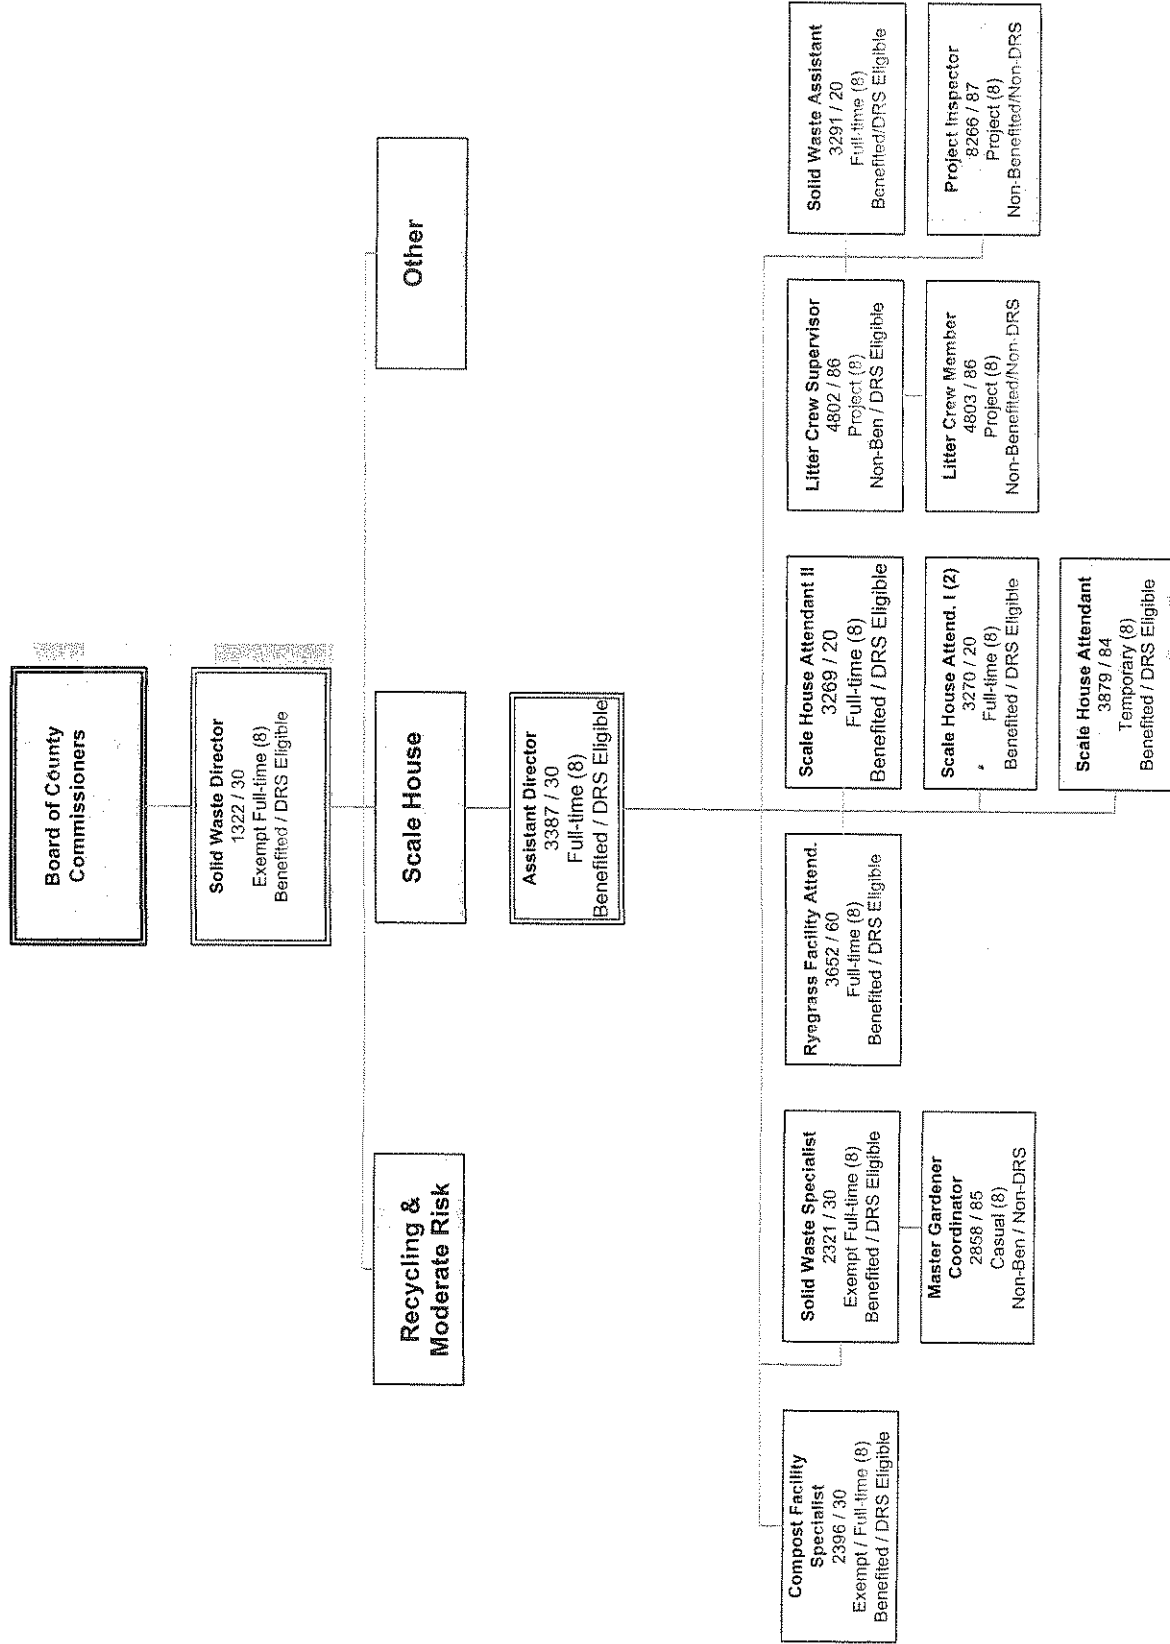 Board of County
Commissioners
Solid Waste Director
1322 / 30
Exempt Full-time (8)
Benefited / DRS Eligible
Recycling &
Moderate Risk
Scale House
Other
Assistant Director
3387 / 30
Full-time (8)
Benefited / DRS Eligible
Compost Facility
Specialist
2396 / 30
Exempt / Full-time (8)
Benefited / DRS Eligible
Solid Waste Specialist
2321 / 30
Exempt Full-time (8)
Benefited / DRS Eligible
Master Gardener
Coordinator
2858 / 85
Casual (8)
Non-Ben / Non-DRS
Ryegrass Facility Attend.
3652 / 60
Full-time (8)
Benefited / DRS Eligible
Scale House Attendant II
3269 / 20
Full-time (8)
Benefited / DRS Eligible
Scale House Attend. I (2)
3270 / 20
Full-time (8)
Benefited / DRS Eligible
Scale House Attendant
3879 / 84
Temporary (8)
Benefited / DRS Eligible
Litter Crew Supervisor
4802 / 86
Project (8)
Non-Ben / DRS Eligible
Litter Crew Member
4803 / 86
Project (8)
Non-Benefited/Non-DRS
Solid Waste Assistant
3291 / 20
Full-time (8)
Benefited/DRS Eligible
Project Inspector
8266 / 87
Project (8)
Non-Benefited/Non-DRS